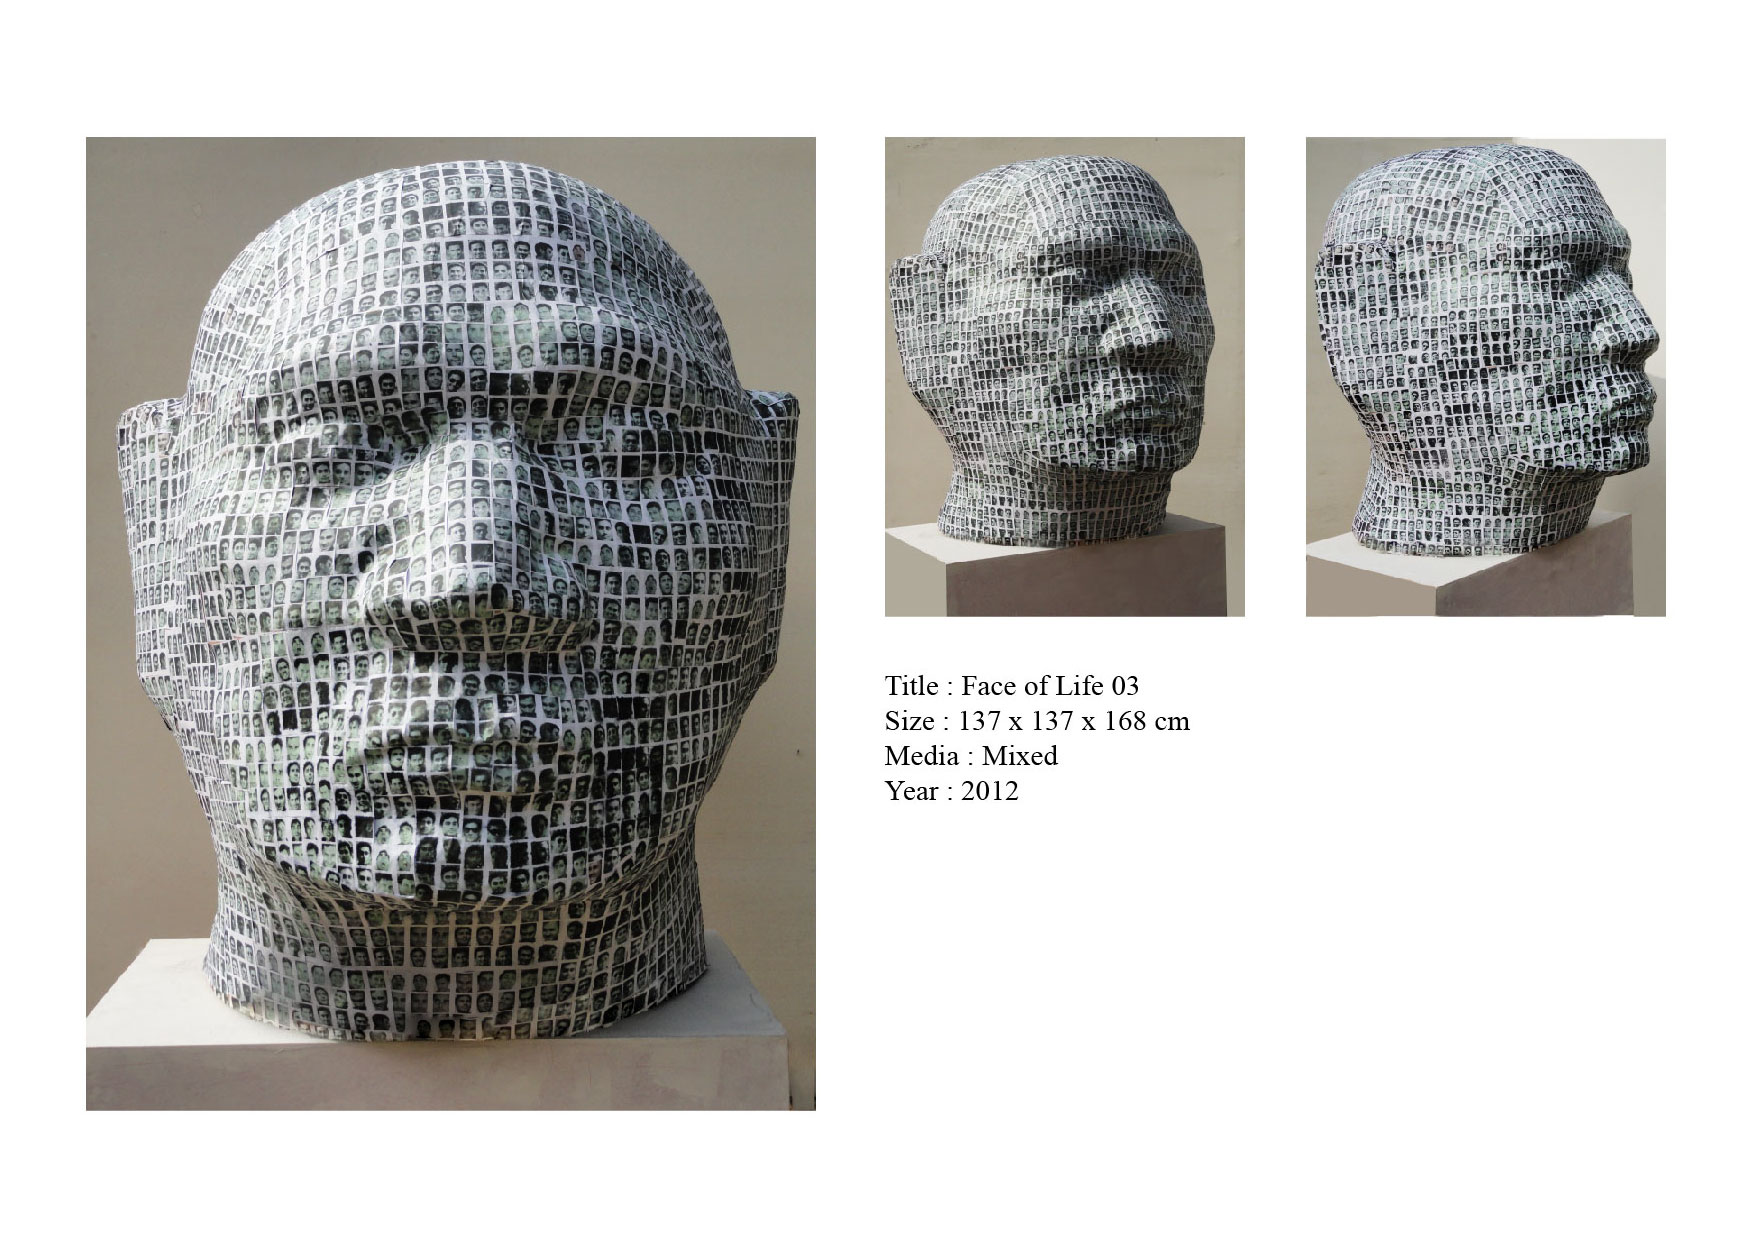 Title : Face of Life 03
Size : 137 x 137 x 168 cm
Media : Mixed
Year : 2012